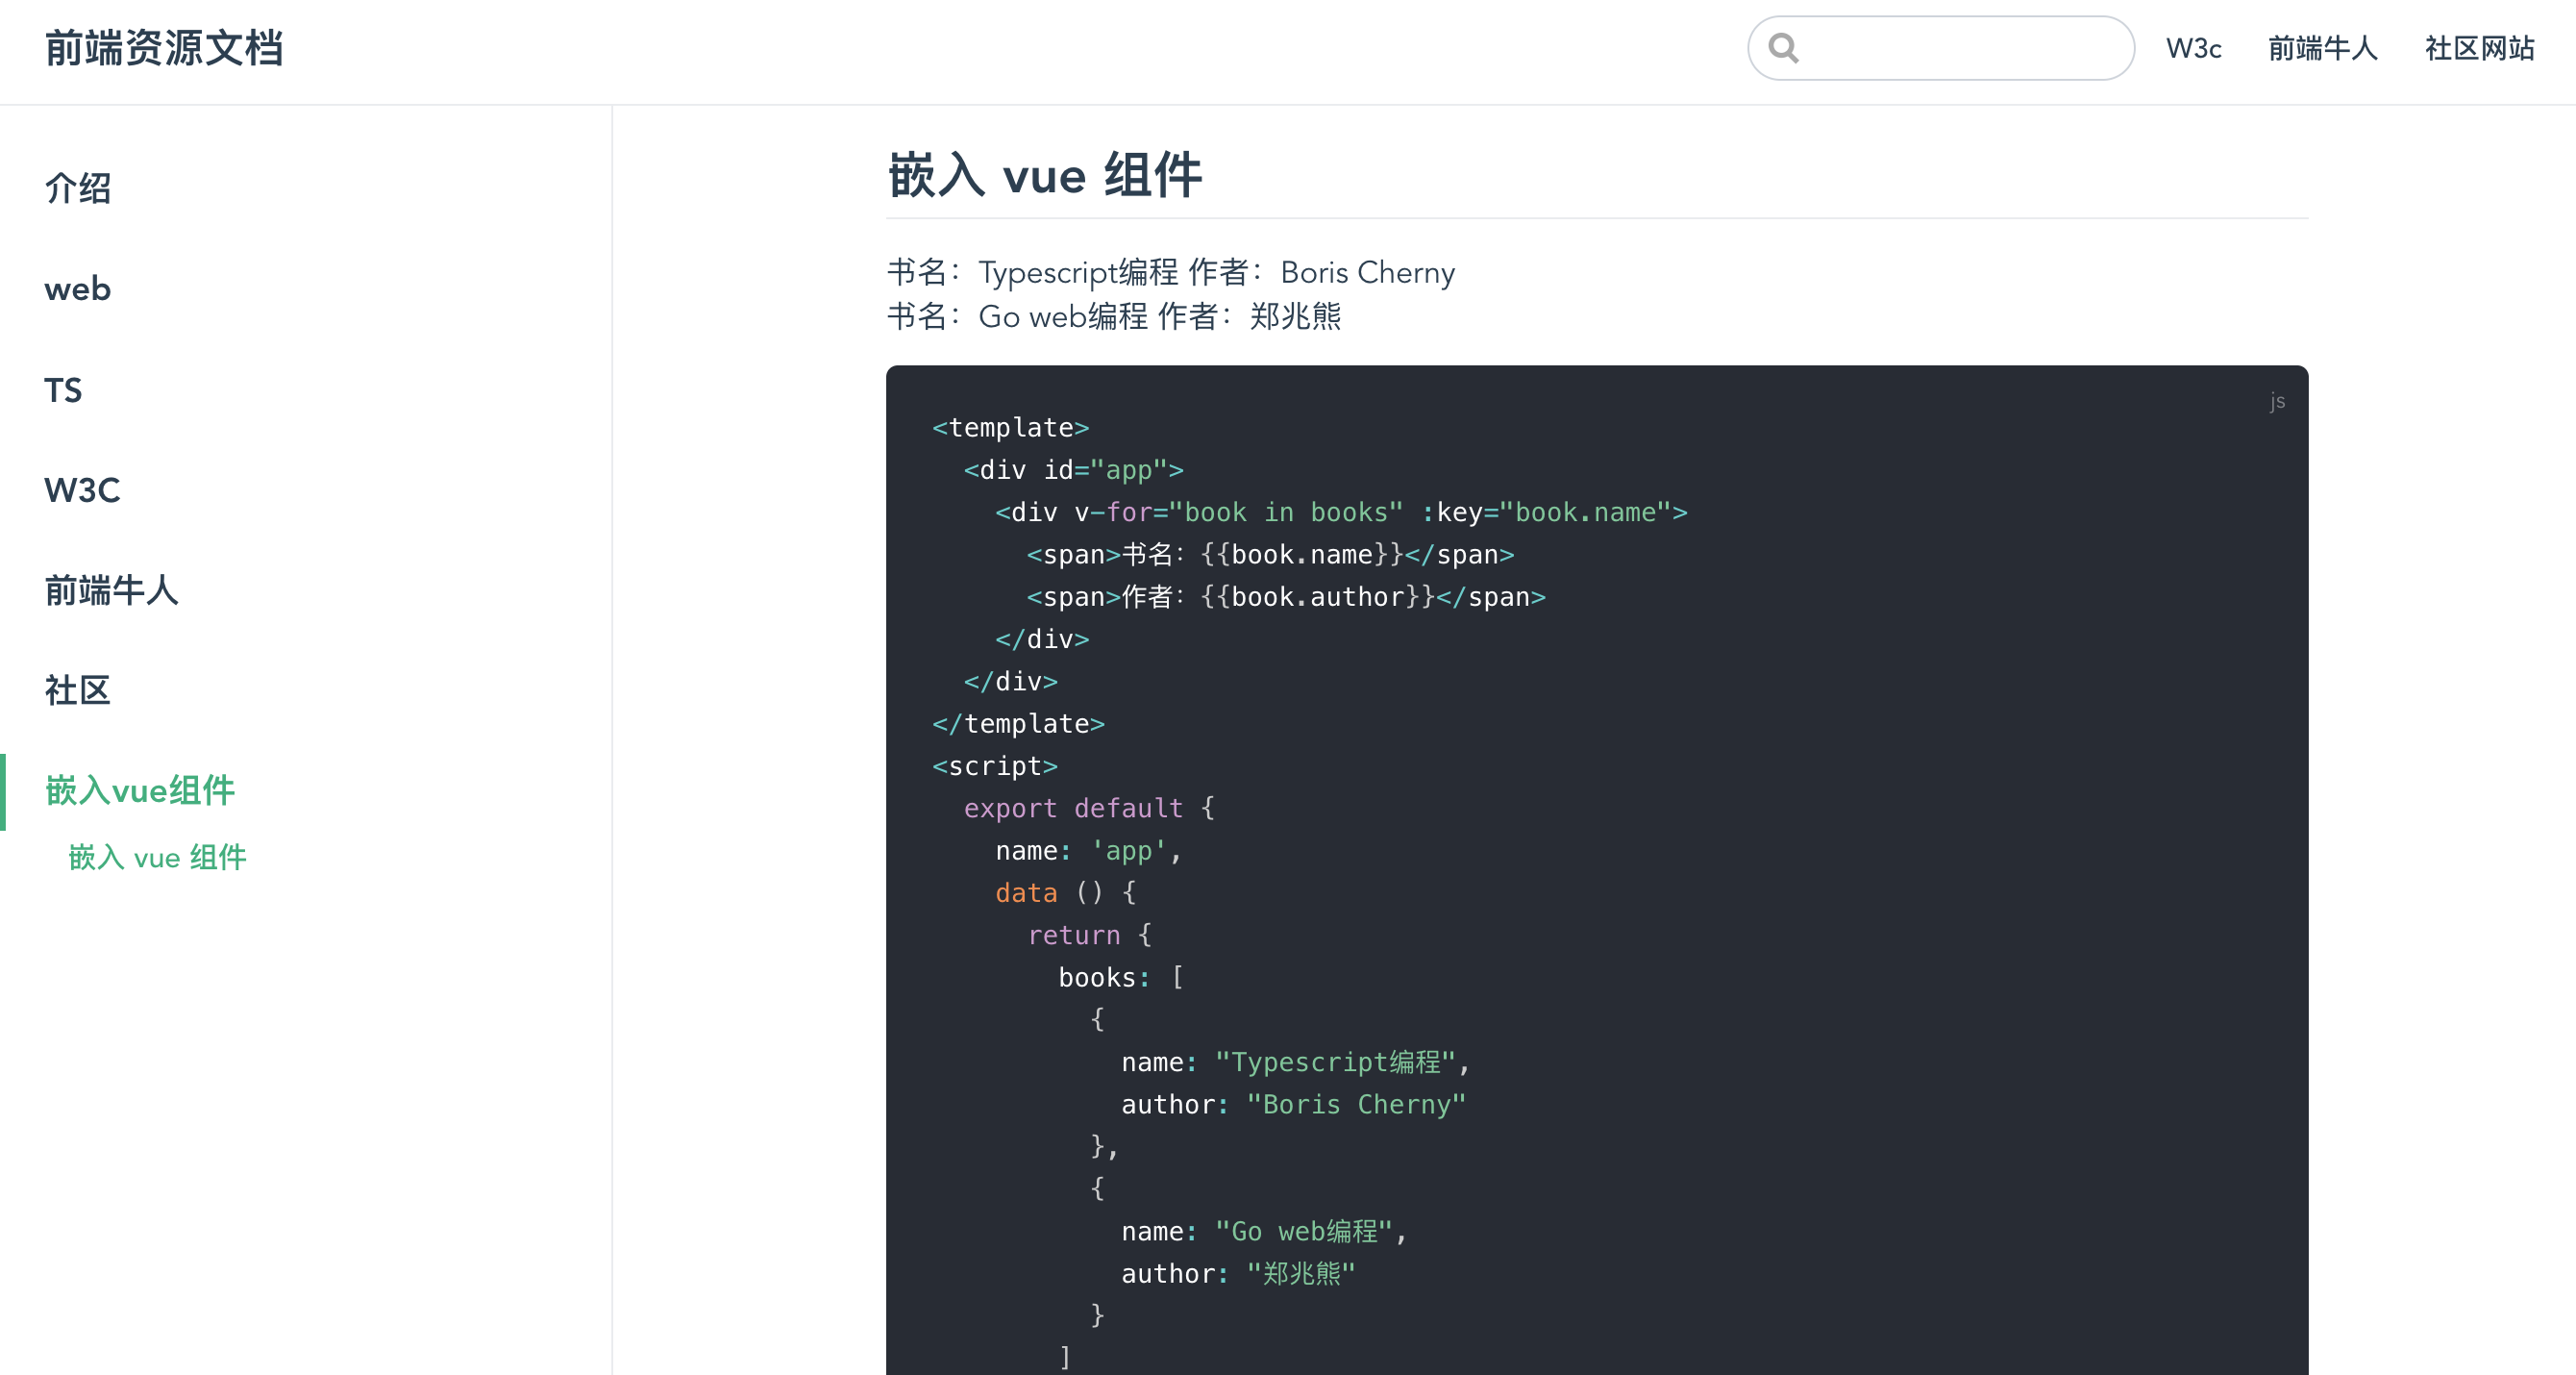 前端资源文档
W3c 前端牛人 社区网站
介绍
web
TS
W3C
前端牛人
社区
嵌入vue组件
嵌入 vue 组件
嵌入 vue 组件
书名：Typescript编程 作者：Boris Cherny
书名：Go web编程 作者：郑兆熊
js
<template>
  <div id="app">
    <div v-for="book in books" :key="book.name">
      <span>书名：{{book.name}}</span>
      <span>作者：{{book.author}}</span>
    </div>
  </div>
</template>
<script>
  export default {
    name: 'app',
    data () {
      return {
        books: [
          {
            name: "Typescript编程",
            author: "Boris Cherny"
          },
          {
            name: "Go web编程",
            author: "郑兆熊"
          }
        ]